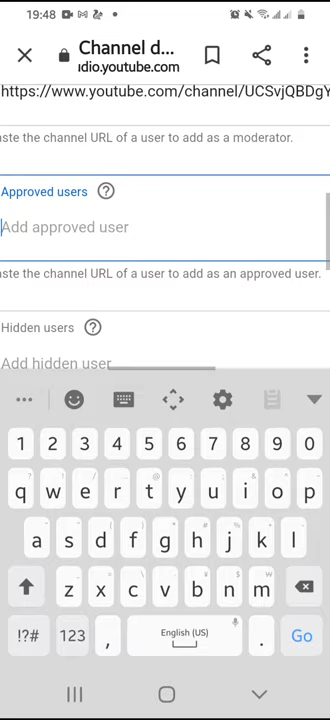 19:48
Channel d...
ıdio.youtube.com
https://www.youtube.com/channel/UCSvjQBDgY
aste the channel URL of a user to add as a moderator.
Approved users
Add approved user
aste the channel URL of a user to add as an approved user.
Hidden users
Add hidden user
1 2 3 4 5 6 7 8 9 0
q w e r t y u i o p
a s d f g h j k l
z x c v b n m
!?# 123 , English (US) . Go